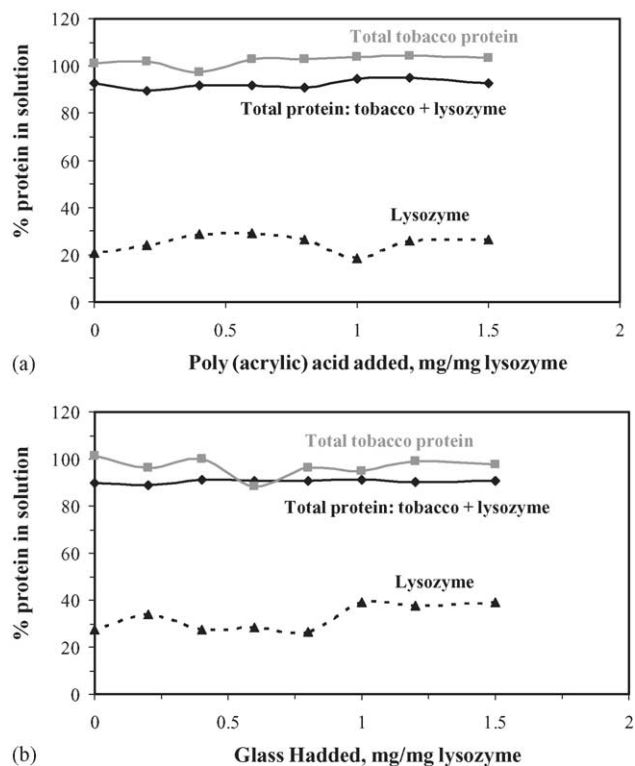 120
Total tobacco protein
100
80
Total protein: tobacco + lysozyme
60
40
Lysozyme
20
0
% protein in solution
0 0.5 1 1.5 2
(a) Poly (acrylic) acid added, mg/mg lysozyme
120
Total tobacco protein
100
80
Total protein: tobacco + lysozyme
60
Lysozyme
40
20
0
% protein in solution
0 0.5 1 1.5 2
(b) Glass Hadded, mg/mg lysozyme